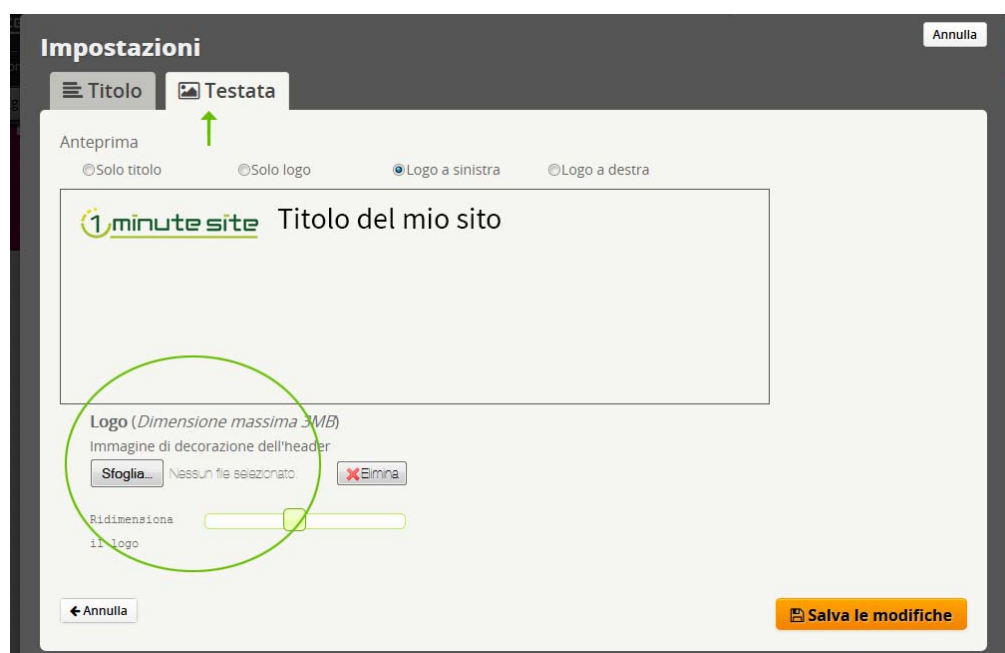 Annulla
Impostazioni
Titolo Testata
Anteprima
Solo titolo Solo logo Logo a sinistra Logo a destra
1minutesite Titolo del mio sito
Logo (Dimensione massima 3MB)
Immagine di decorazione dell'header
Sfoglia... Nessun file selezionato. Elimina
Ridimensiona
il logo
Annulla Salva le modifiche